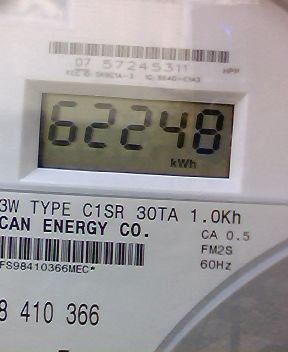 07 57245311
HPP
62248
kWh
3W TYPE C1SR 30TA 1.0Kh
CAN ENERGY CO.
CA 0.5
FM2S
60Hz
FS98410366MEC*
8 410 366